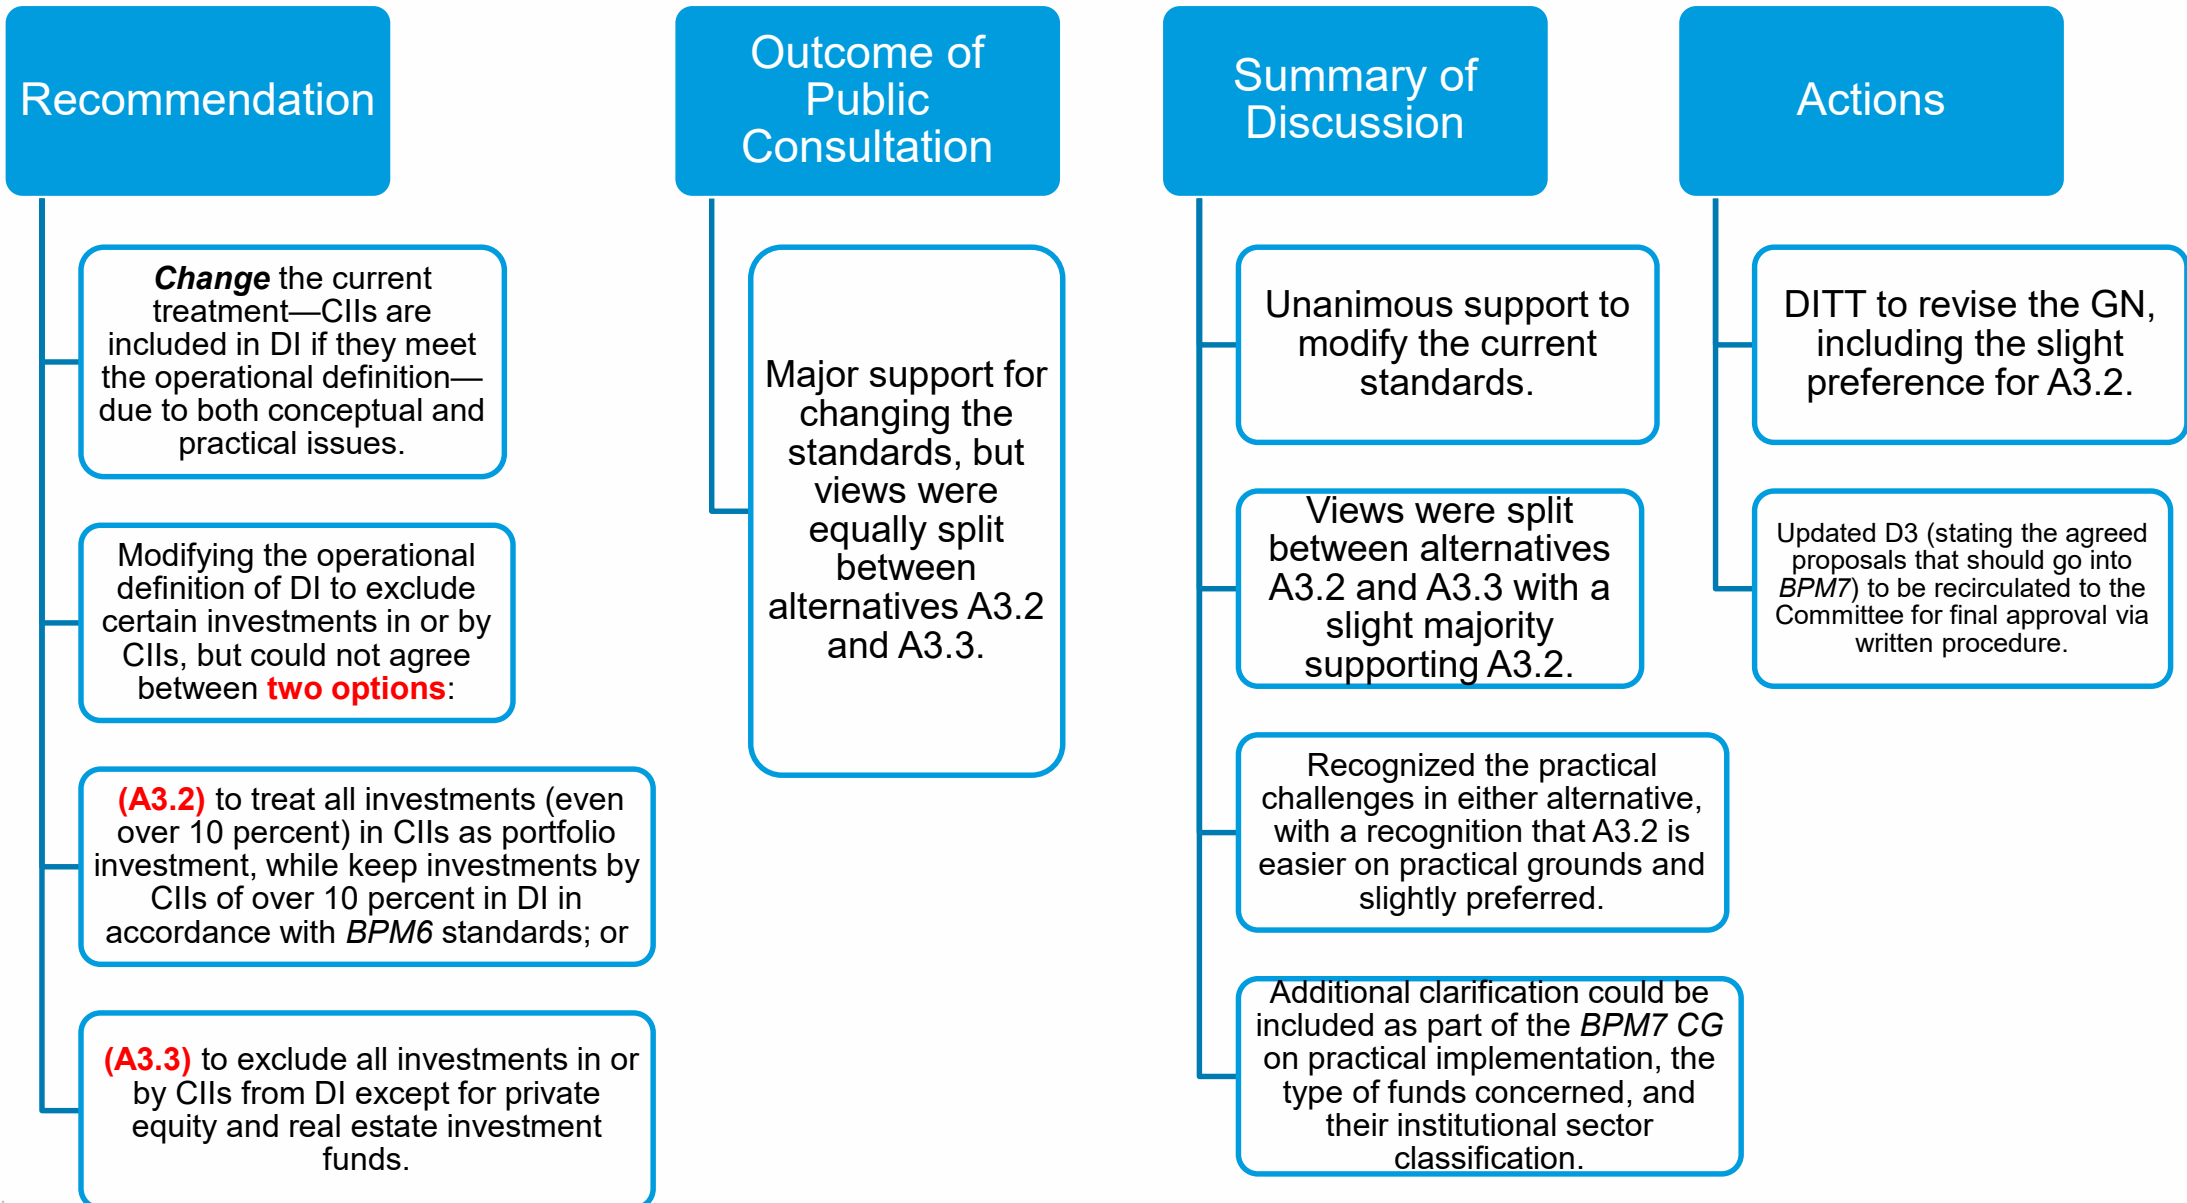 Recommendation
Change the current
treatment—CIIs are
included in DI if they meet
the operational definition—
due to both conceptual and
practical issues.
Modifying the operational
definition of DI to exclude
certain investments in or by
CIIs, but could not agree
between two options:
(A3.2) to treat all investments (even
over 10 percent) in CIIs as portfolio
investment, while keep investments by
CIIs of over 10 percent in DI in
accordance with BPM6 standards; or
(A3.3) to exclude all investments in or
by CIIs from DI except for private
equity and real estate investment
funds.
Outcome of
Public
Consultation
Major support for
changing the
standards, but
views were
equally split
between
alternatives A3.2
and A3.3.
Summary of
Discussion
Unanimous support to
modify the current
standards.
Views were split
between alternatives
A3.2 and A3.3 with a
slight majority
supporting A3.2.
Recognized the practical
challenges in either alternative,
with a recognition that A3.2 is
easier on practical grounds and
slightly preferred.
Additional clarification could be
included as part of the BPM7 CG
on practical implementation, the
type of funds concerned, and
their institutional sector
classification.
Actions
DITT to revise the GN,
including the slight
preference for A3.2.
Updated D3 (stating the agreed
proposals that should go into
BPM7) to be recirculated to the
Committee for final approval via
written procedure.